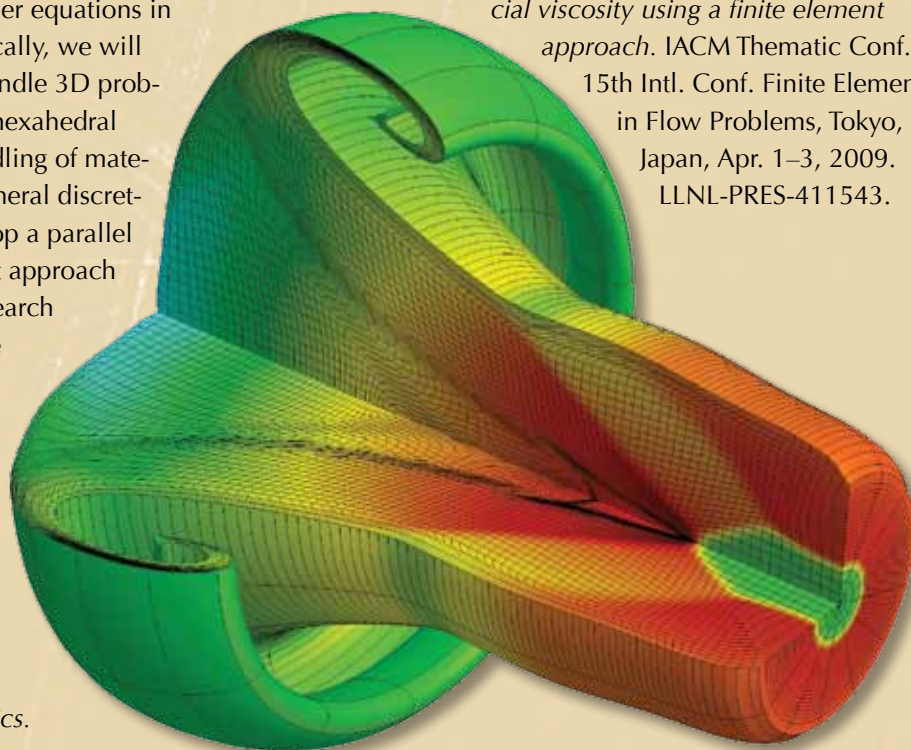 er equations in
cally, we will
ndle 3D prob-
hexahedral
dling of mate-
neral discret-
op a parallel
approach
earch
cs.
cial viscosity using a finite element
approach. IACM Thematic Conf.
15th Intl. Conf. Finite Elemen
in Flow Problems, Tokyo,
Japan, Apr. 1–3, 2009.
LLNL-PRES-411543.